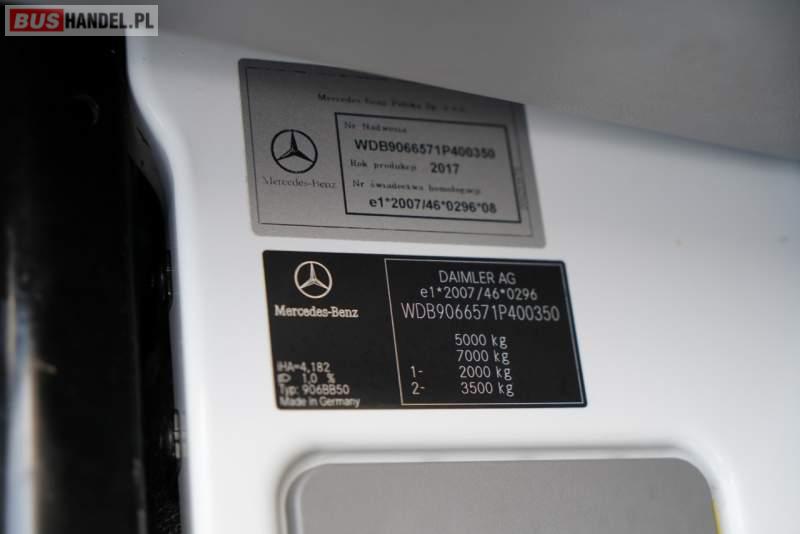 BUSHANDEL.PL
Mercedes-Benz Polska Sp. z o.o.
Nr Nadwozia
WDB9066571P400350
Rok produkcji 2017
Nr świadectwa homologacji
e1*2007/46*0296*08
Mercedes-Benz
DAIMLER AG
e1*2007/46*0296
WDB9066571P400350
5000 kg
7000 kg
1- 2000 kg
2- 3500 kg
Mercedes-Benz
iHA=4,182
1,0 %
Typ: 906BB50
Made in Germany